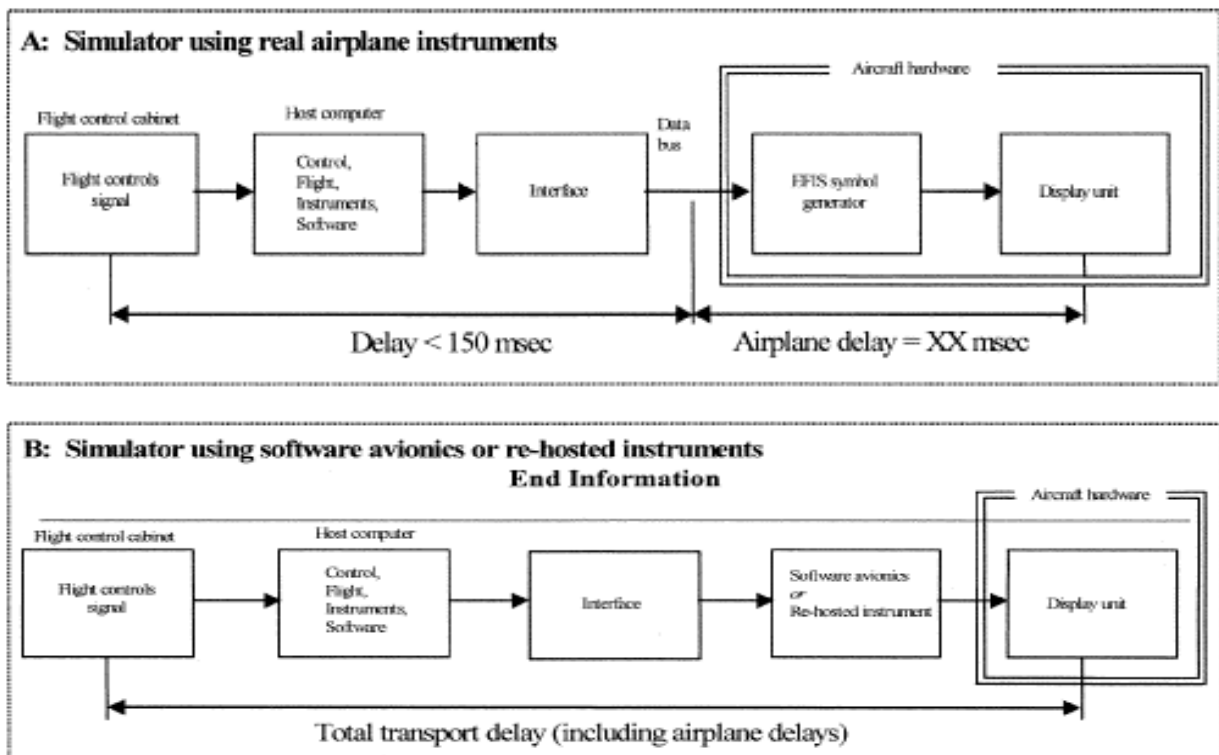 A: Simulator using real airplane instruments
Aircraft hardware
Flight control cabinet
Host computer
Data
bus
Flight controls
signal
Control,
Flight,
Instruments,
Software
Interface
EFIS symbol
generator
Display unit
Delay < 150 msec
Airplane delay = XX msec
B: Simulator using software avionics or re-hosted instruments
End Information
Aircraft hardware
Flight control cabinet
Host computer
Flight controls
signal
Control,
Flight,
Instruments,
Software
Interface
Software avionics
or
Re-hosted instrument
Display unit
Total transport delay (including airplane delays)